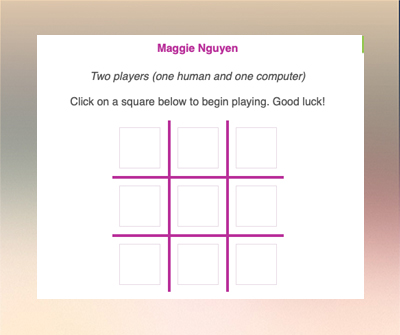 Maggie Nguyen
Two players (one human and one computer)
Click on a square below to begin playing. Good luck!